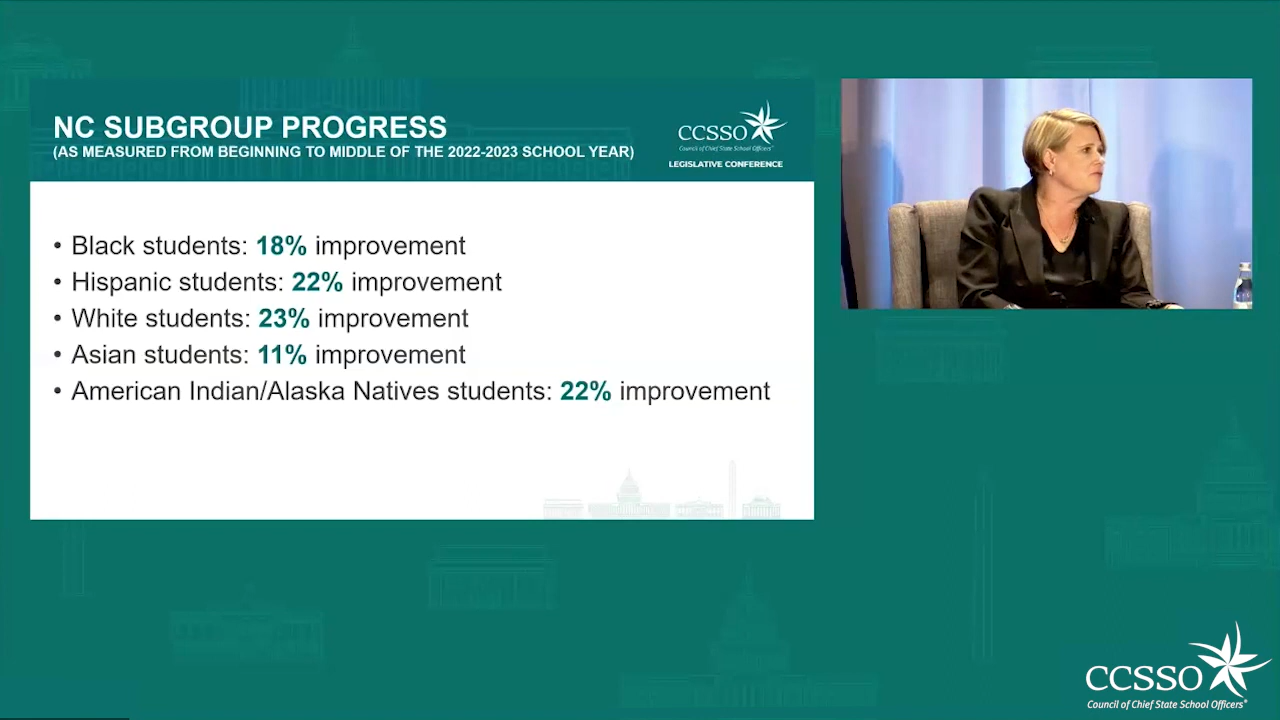 NC SUBGROUP PROGRESS
(AS MEASURED FROM BEGINNING TO MIDDLE OF THE 2022-2023 SCHOOL YEAR)
CCSSO
Council of Chief State School Officers
LEGISLATIVE CONFERENCE
• Black students: 18% improvement
• Hispanic students: 22% improvement
• White students: 23% improvement
• Asian students: 11% improvement
• American Indian/Alaska Natives students: 22% improvement
CCSSO
Council of Chief State School Officers®